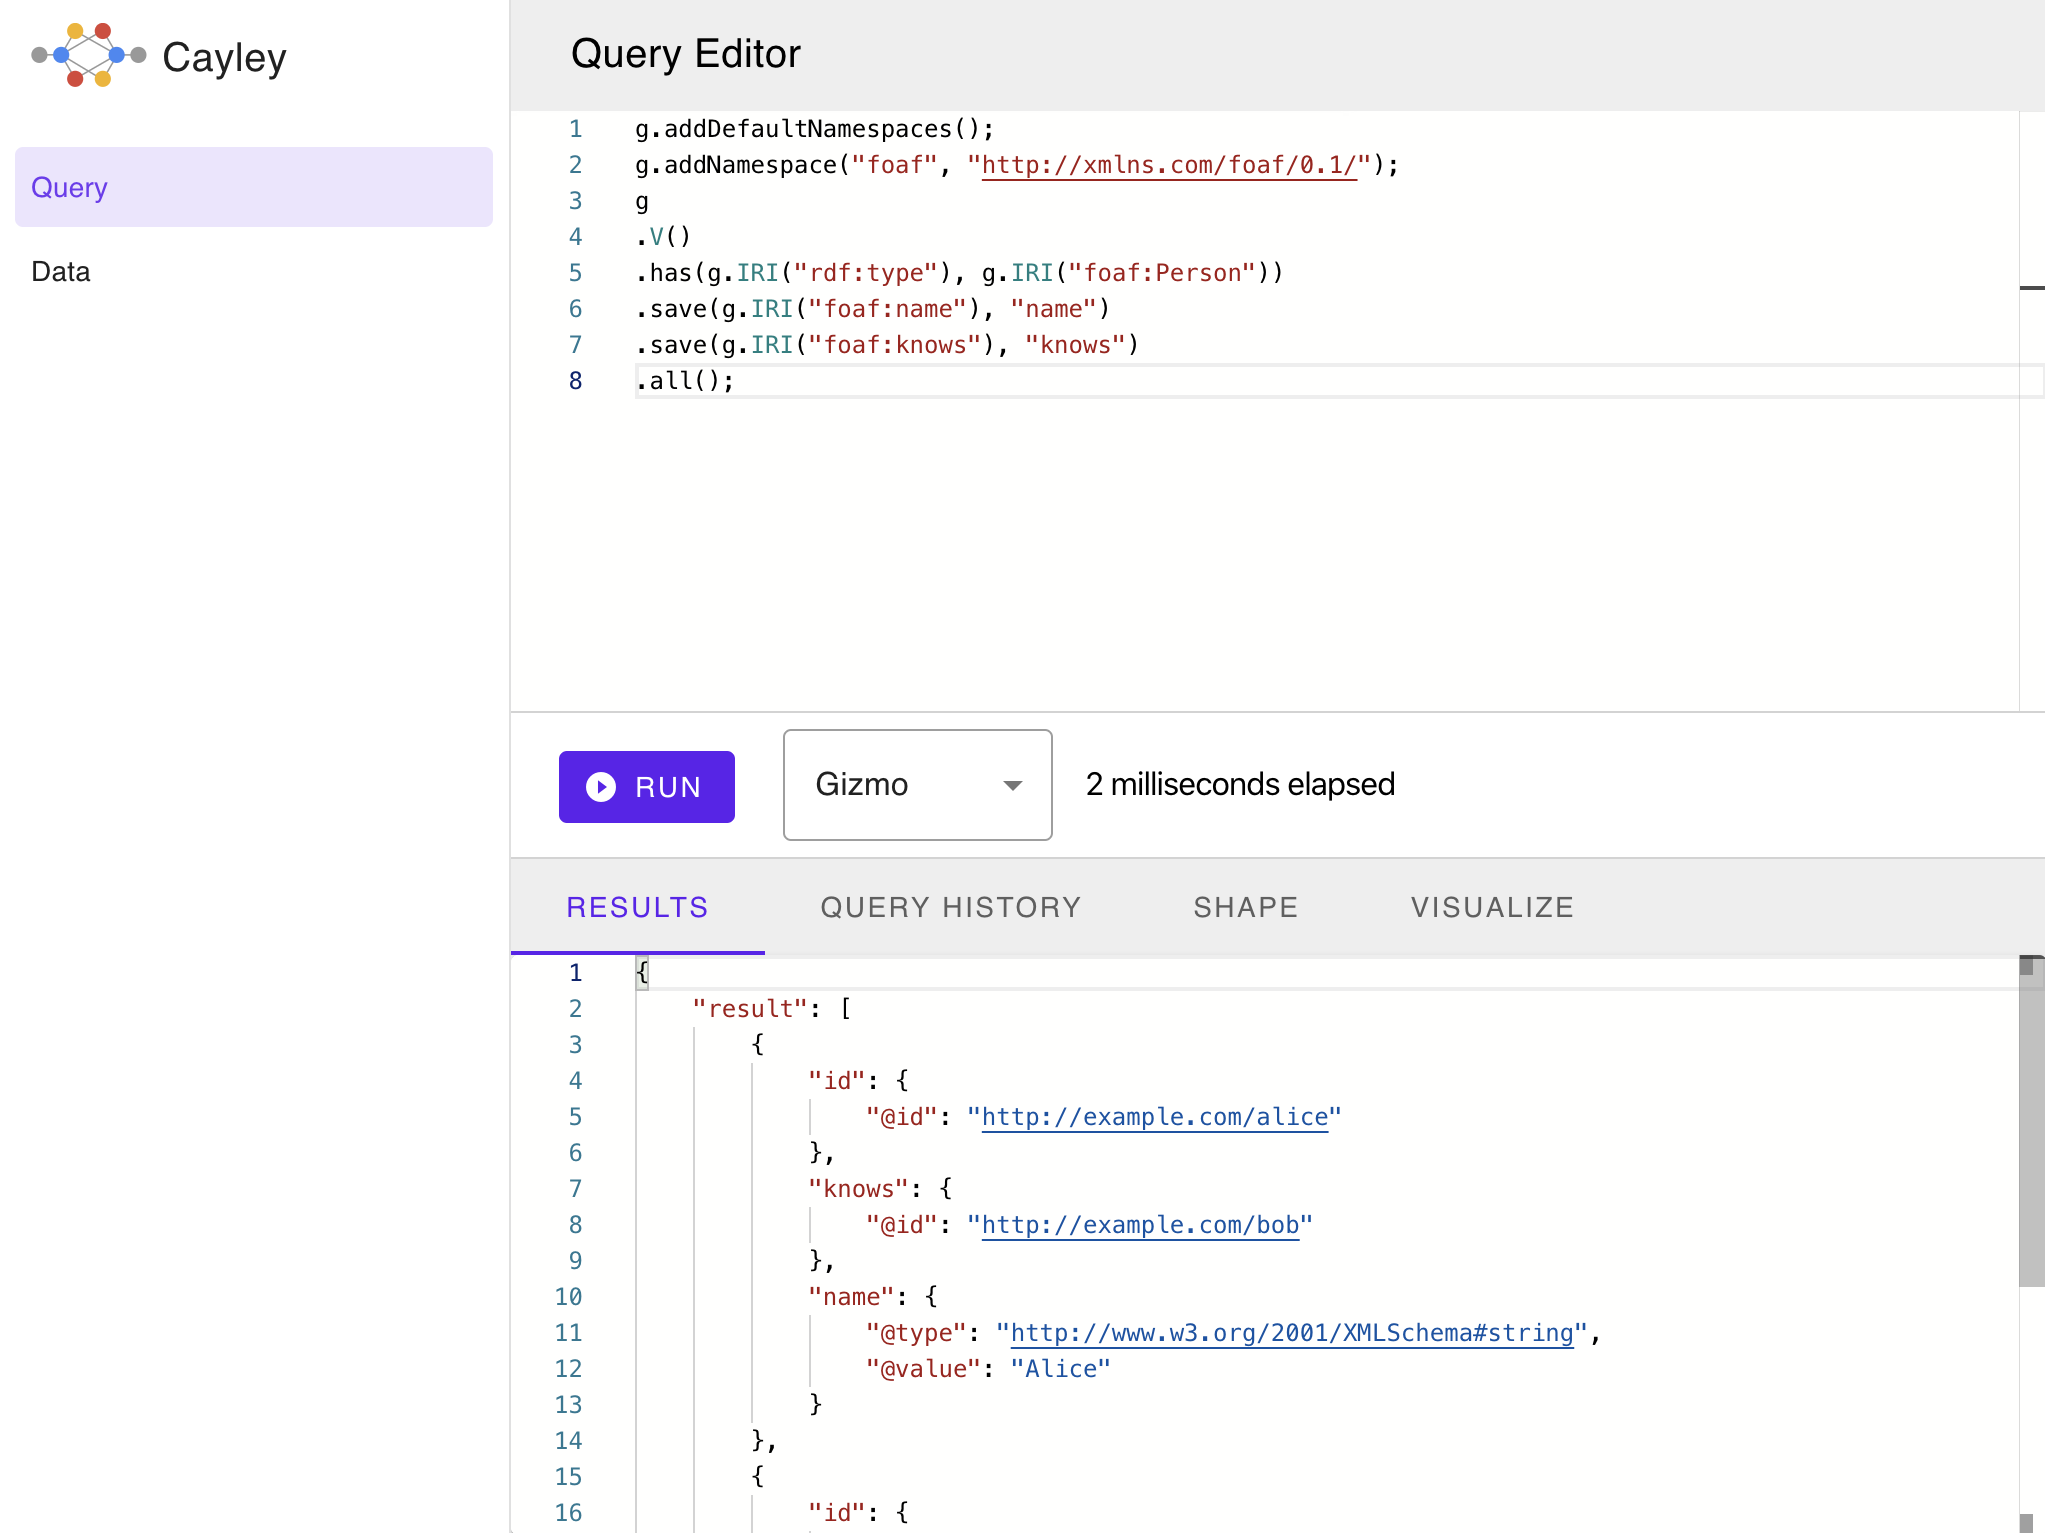 Cayley
Query
Data
Query Editor
1 g.addDefaultNamespaces();
2 g.addNamespace("foaf", "http://xmlns.com/foaf/0.1/");
3 g
4 .V()
5 .has(g.IRI("rdf:type"), g.IRI("foaf:Person"))
6 .save(g.IRI("foaf:name"), "name")
7 .save(g.IRI("foaf:knows"), "knows")
8 .all();
RUN
Gizmo
2 milliseconds elapsed
RESULTS
QUERY HISTORY
SHAPE
VISUALIZE
1 {
2     "result": [
3         {
4             "id": {
5                 "@id": "http://example.com/alice"
6             },
7             "knows": {
8                 "@id": "http://example.com/bob"
9             },
10             "name": {
11                 "@type": "http://www.w3.org/2001/XMLSchema#string",
12                 "@value": "Alice"
13             }
14         },
15         {
16             "id": {